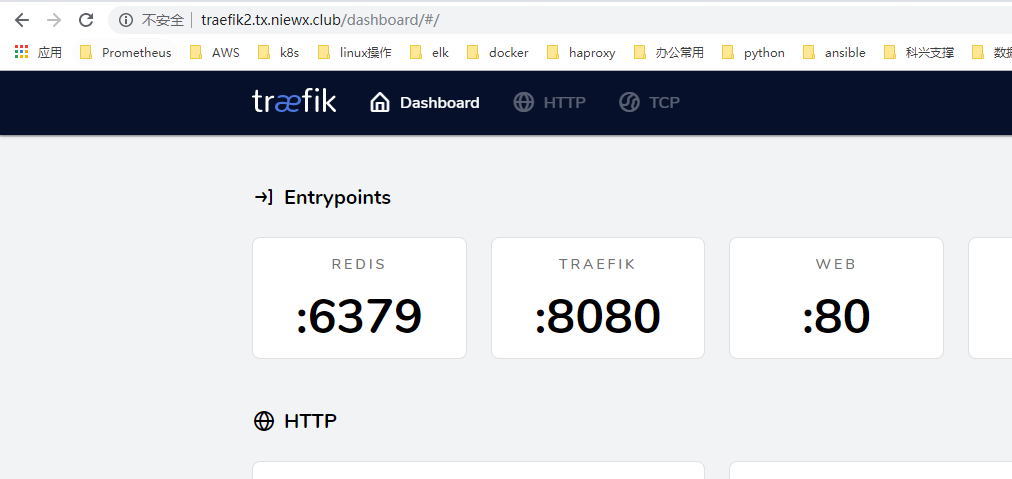 不安全 traefik2.tx.niewx.club/dashboard/#/
应用 Prometheus AWS k8s linux操作 elk docker haproxy 办公常用 python ansible 科兴支撑
træfik Dashboard HTTP TCP
Entrypoints
REDIS TRAEFIK WEB
:6379 :8080 :80
HTTP